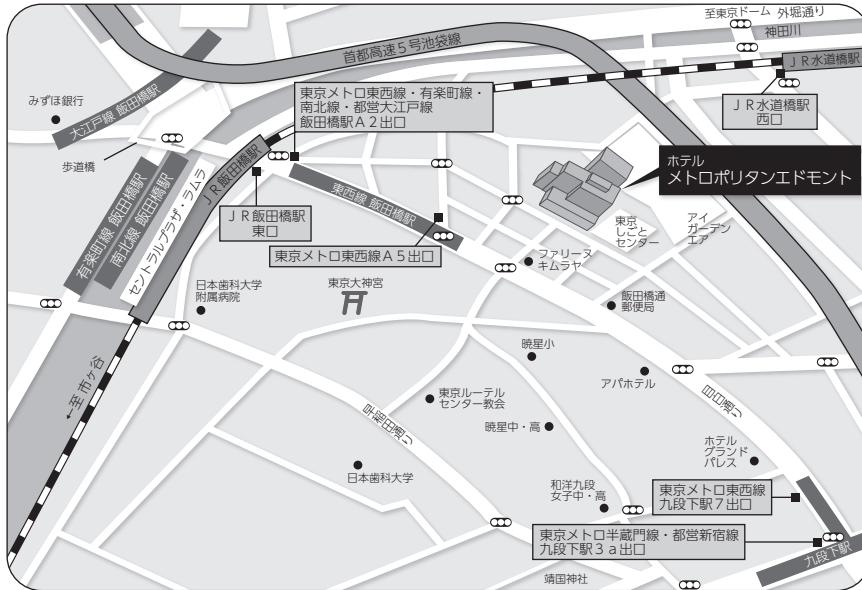 至東京ドーム 外堀通り
神田川
首都高速5号池袋線
JR水道橋駅
みずほ銀行
大江戸線 飯田橋駅
東京メトロ東西線・有楽町線・
南北線・都営大江戸線
飯田橋駅A2出口
JR水道橋駅
西口
歩道橋
ホテル
メトロポリタンエドモント
JR飯田橋駅
有楽町線 飯田橋駅
南北線 飯田橋駅
セントラルプラザ・ラムラ
東西線 飯田橋駅
JR飯田橋駅
東口
東京
しごと
センター
アイ
ガーデン
エア
東京メトロ東西線A5出口
ファリーヌ
キムラヤ
日本歯科大学
附属病院
東京大神宮
飯田橋通
郵便局
暁星小
アパホテル
←至市ヶ谷
東京ルーテル
センター教会
早稲田通り
目白通り
暁星中・高
ホテル
グランド
パレス
日本歯科大学
和洋九段
女子中・高
東京メトロ東西線
九段下駅7出口
東京メトロ半蔵門線・都営新宿線
九段下駅3a出口
九段下駅
靖国神社